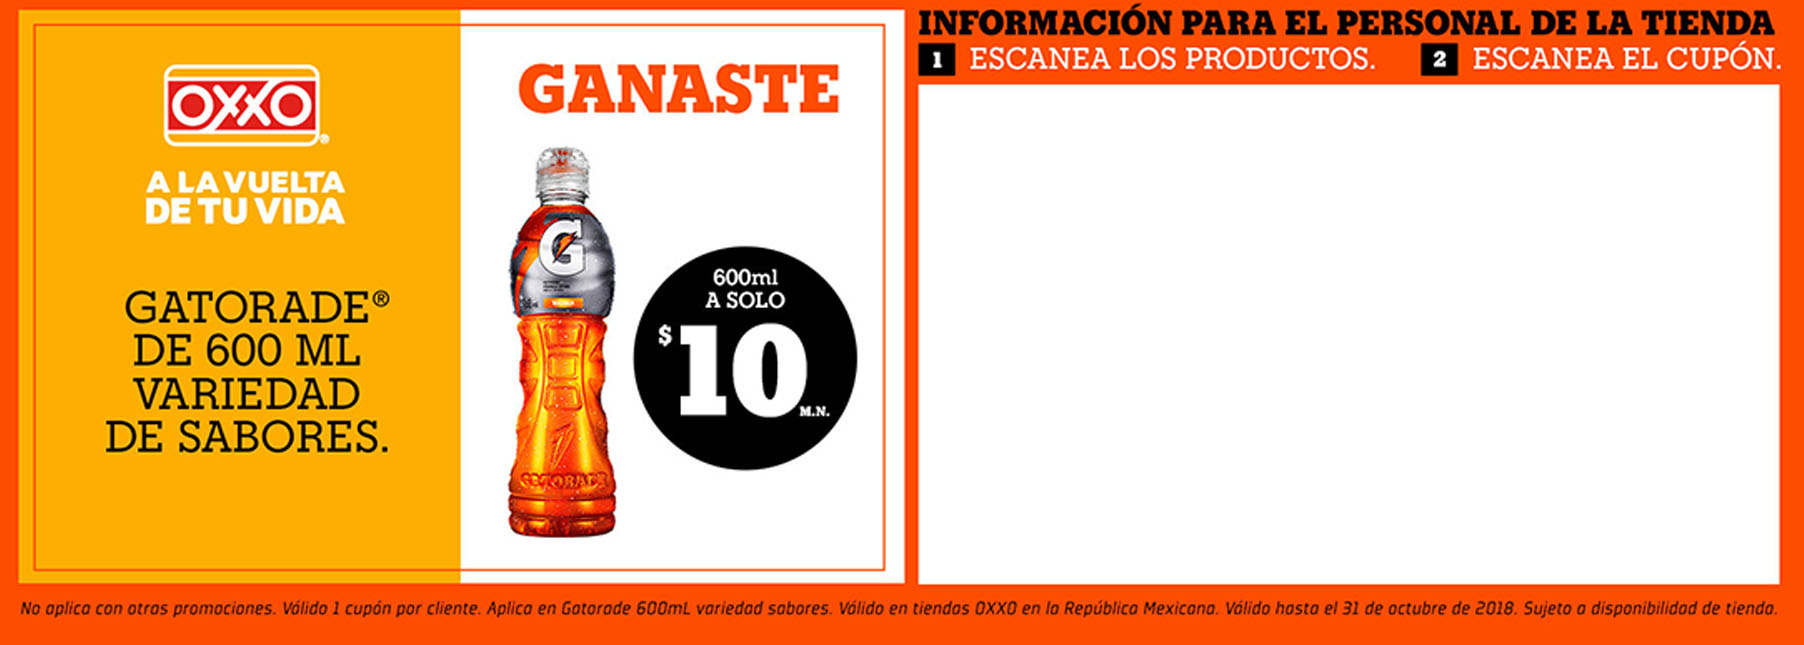 OXXO®
A LA VUELTA
DE TU VIDA
GATORADE®
DE 600 ML
VARIEDAD
DE SABORES.
GANASTE
G
GATORADE
600ml
A SOLO
$10 M.N.
INFORMACIÓN PARA EL PERSONAL DE LA TIENDA
1 ESCANEA LOS PRODUCTOS. 2 ESCANEA EL CUPÓN.
No aplica con otras promociones. Válido 1 cupón por cliente. Aplica en Gatorade 600mL variedad sabores. Válido en tiendas OXXO en la República Mexicana. Válido hasta el 31 de octubre de 2018. Sujeto a disponibilidad de tienda.